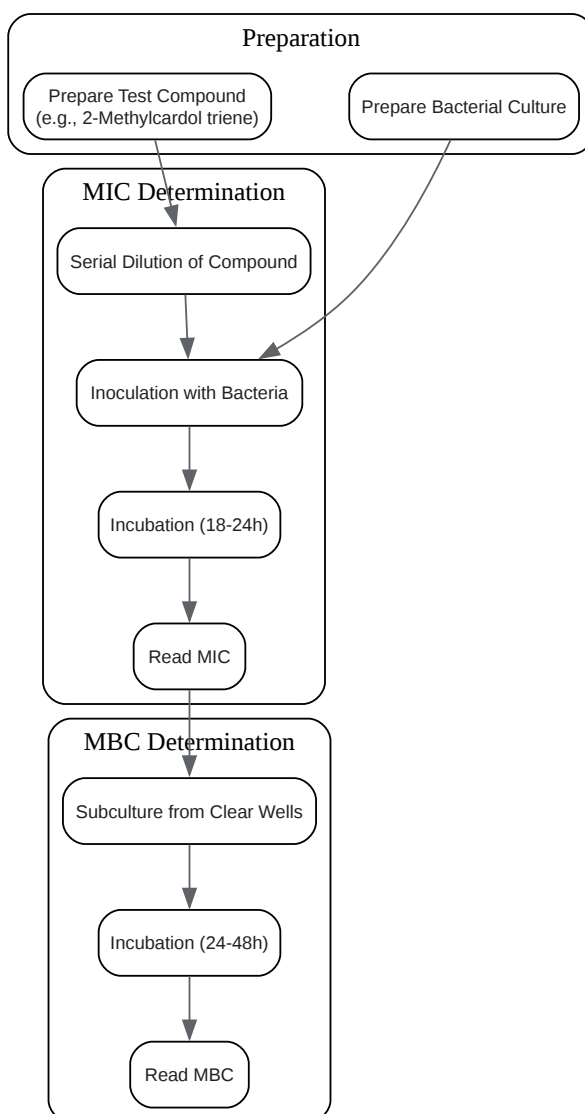 Preparation
Prepare Test Compound
(e.g., 2-Methylcardol triene)
Prepare Bacterial Culture
MIC Determination
Serial Dilution of Compound
Inoculation with Bacteria
Incubation (18-24h)
Read MIC
MBC Determination
Subculture from Clear Wells
Incubation (24-48h)
Read MBC